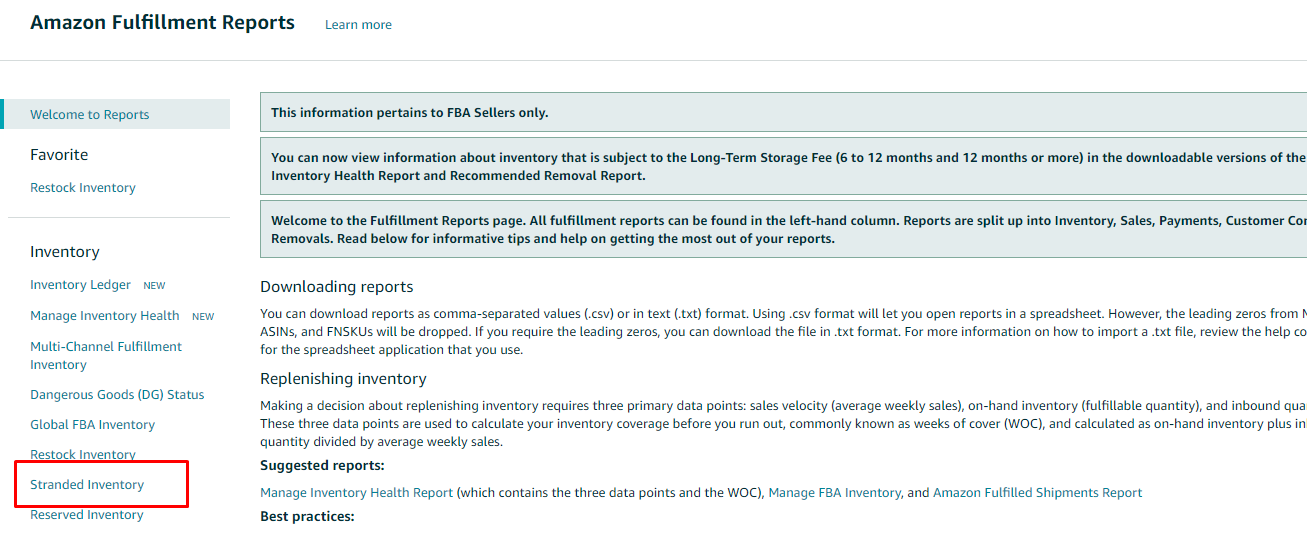 Amazon Fulfillment Reports Learn more
Welcome to Reports
Favorite
Restock Inventory
Inventory
Inventory Ledger NEW
Manage Inventory Health NEW
Multi-Channel Fulfillment
Inventory
Dangerous Goods (DG) Status
Global FBA Inventory
Restock Inventory
Stranded Inventory
Reserved Inventory
This information pertains to FBA Sellers only.
You can now view information about inventory that is subject to the Long-Term Storage Fee (6 to 12 months and 12 months or more) in the downloadable versions of the
Inventory Health Report and Recommended Removal Report.
Welcome to the Fulfillment Reports page. All fulfillment reports can be found in the left-hand column. Reports are split up into Inventory, Sales, Payments, Customer
Removals. Read below for informative tips and help on getting the most out of your reports.
Downloading reports
You can download reports as comma-separated values (.csv) or in text (.txt) format. Using .csv format will let you open reports in a spreadsheet. However, the leading zeros from
ASINs, and FNSKUs will be dropped. If you require the leading zeros, you can download the file in .txt format. For more information on how to import a .txt file, review the help
for the spreadsheet application that you use.
Replenishing inventory
Making a decision about replenishing inventory requires three primary data points: sales velocity (average weekly sales), on-hand inventory (fulfillable quantity), and inbound
These three data points are used to calculate your inventory coverage before you run out, commonly known as weeks of cover (WOC), and calculated as on-hand inventory plus
quantity divided by average weekly sales.
Suggested reports:
Manage Inventory Health Report (which contains the three data points and the WOC), Manage FBA Inventory, and Amazon Fulfilled Shipments Report
Best practices: